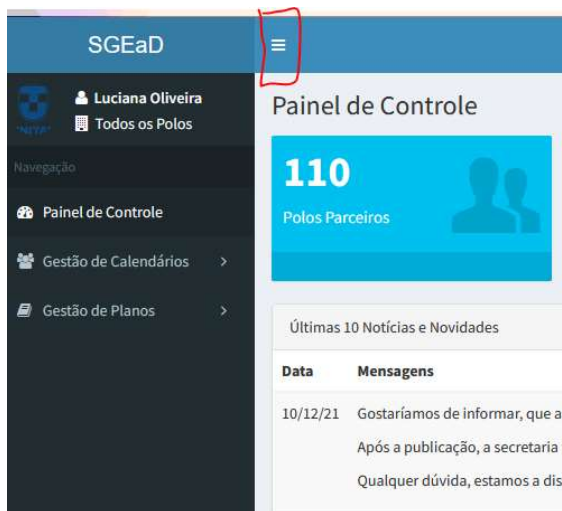 SGEaD
Luciana Oliveira
Todos os Polos
Navegação
Painel de Controle
Gestão de Calendários
Gestão de Planos
Painel de Controle
110
Polos Parceiros
Últimas 10 Notícias e Novidades
Data Mensagens
10/12/21 Gostaríamos de informar, que a
Após a publicação, a secretaria
Qualquer dúvida, estamos a dis